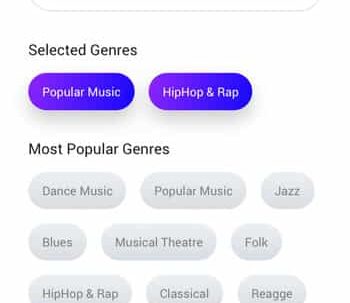 Selected Genres
Popular Music HipHop & Rap
Most Popular Genres
Dance Music Popular Music Jazz
Blues Musical Theatre Folk
HipHop & Rap Classical Reagge